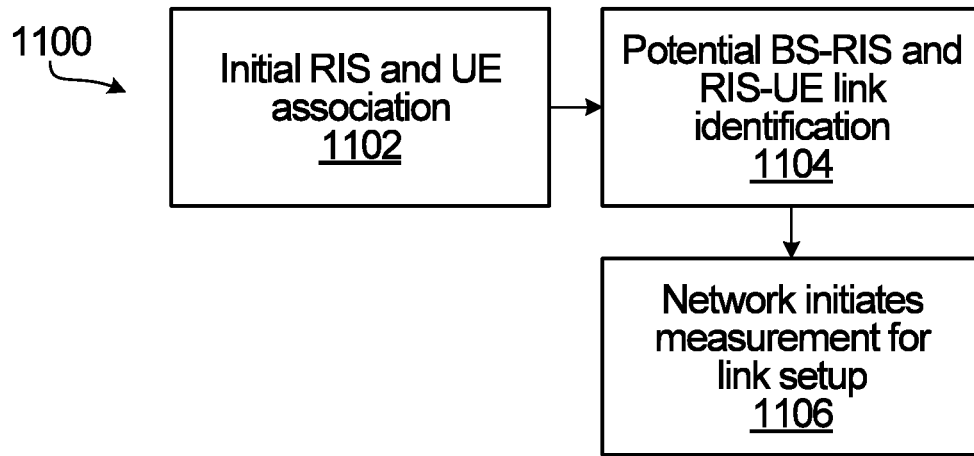 1100
Initial RIS and UE
association
1102
Potential BS-RIS and
RIS-UE link
identification
1104
Network initiates
measurement for
link setup
1106